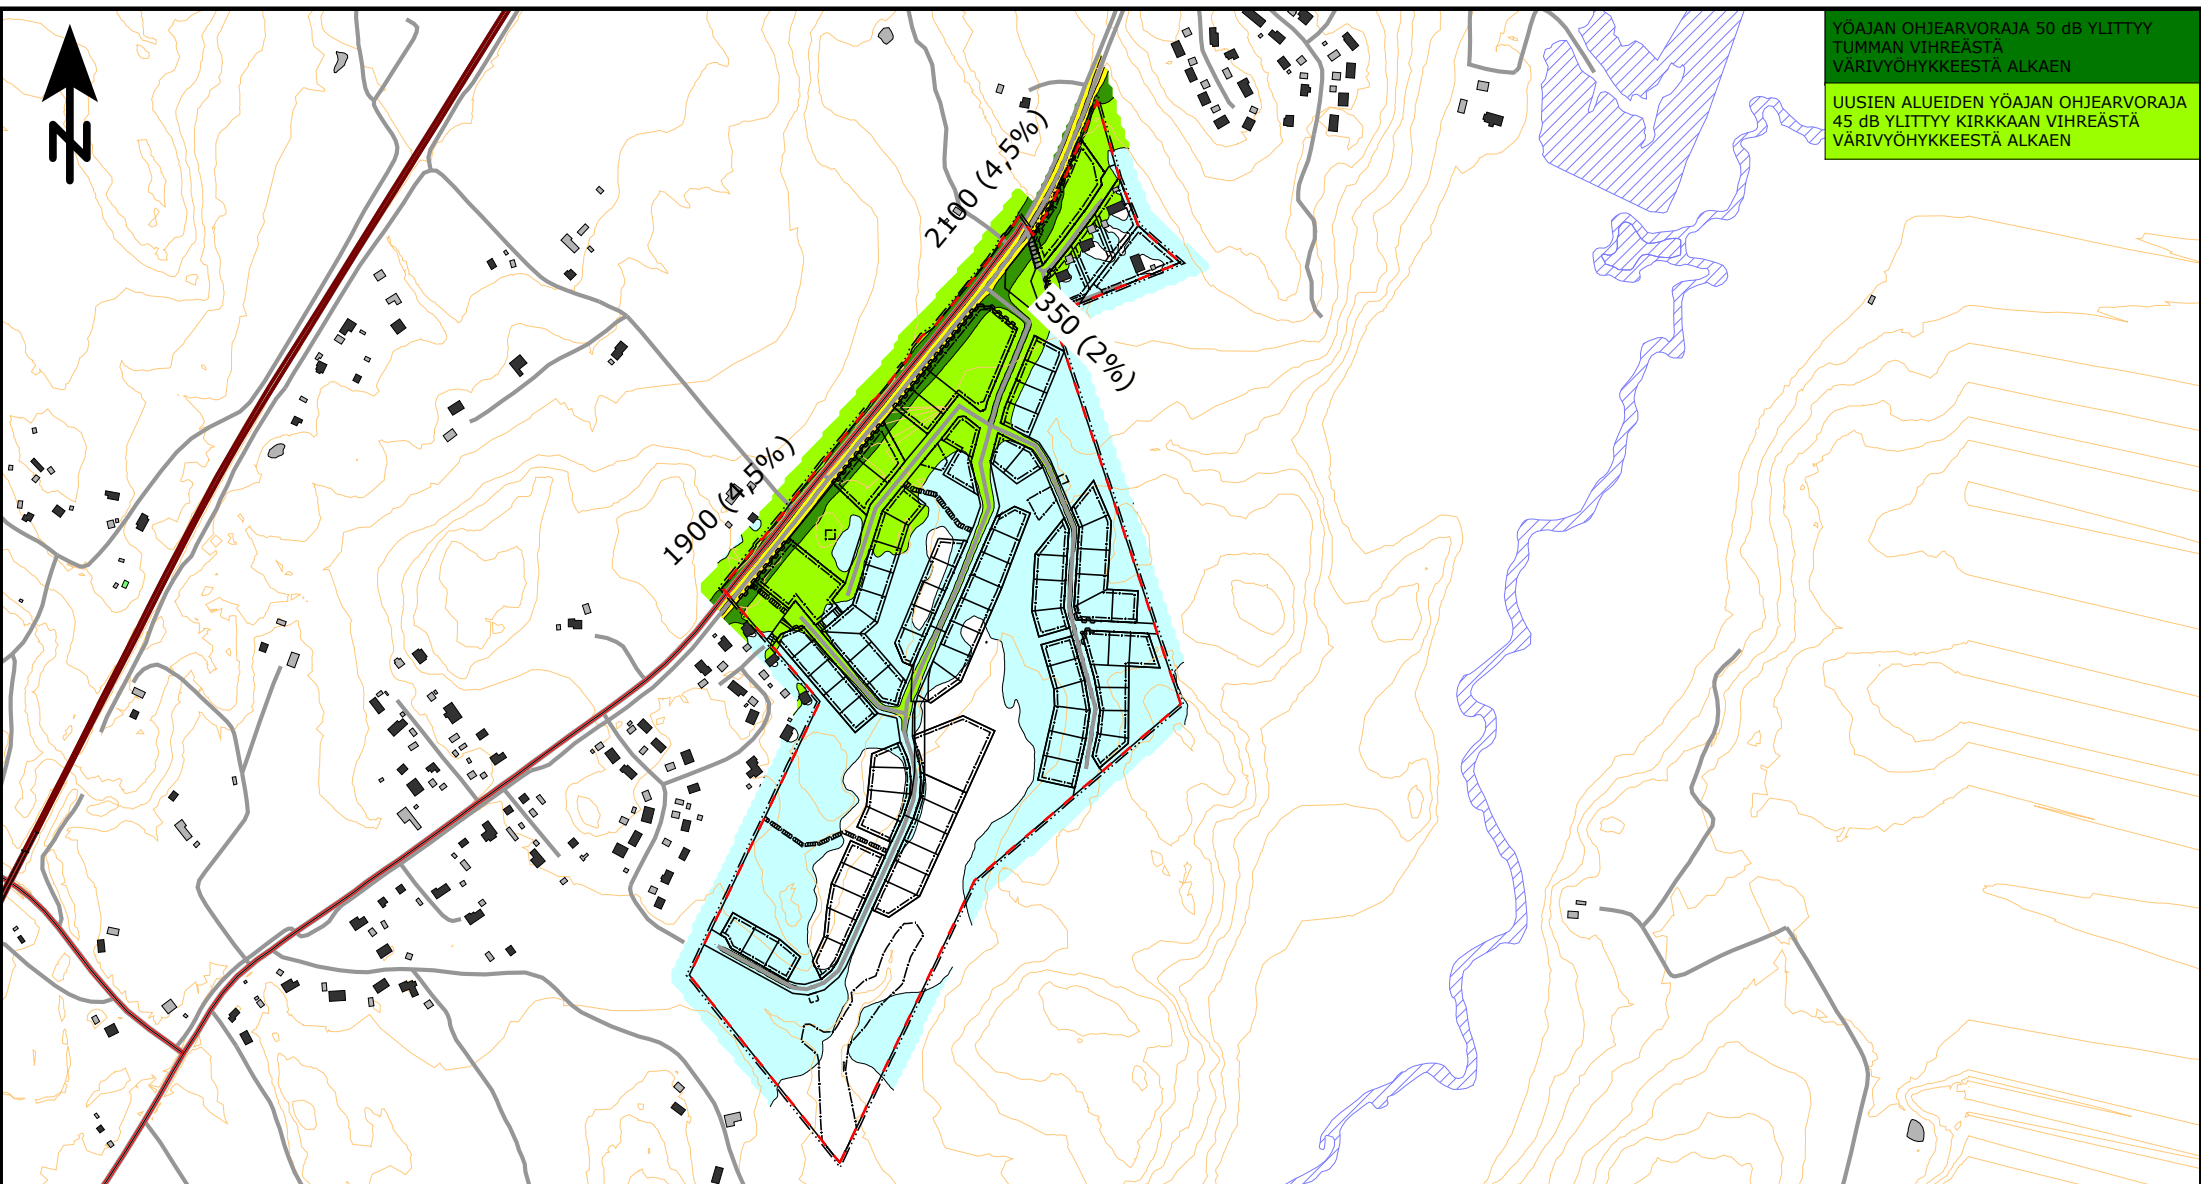 YÖAJAN OHJEARVORAJA 50 dB YLITTYY
TUMMAN VIHREÄSTÄ
VÄRIVYÖHYKKEESTÄ ALKAEN
UUSIEN ALUEIDEN YÖAJAN OHJEARVORAJA
45 dB YLITTYY KIRKKAAN VIHREÄSTÄ
VÄRIVYÖHYKKEESTÄ ALKAEN
N
2100 (4,5%)
350 (2%)
1900 (4,5%)